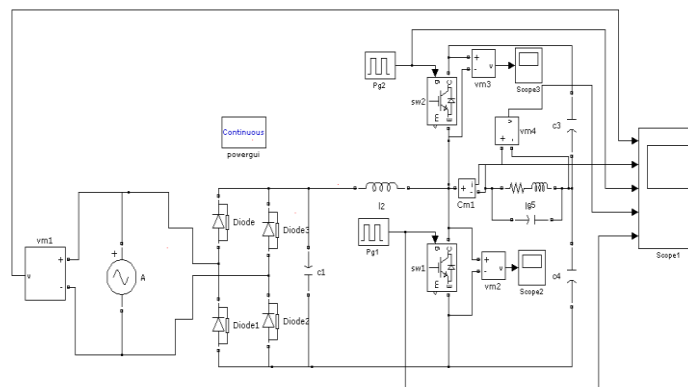 Pg2
sw2
g
C
E
+
-
v
vm3
Scope3
c3
+
-
v
vm4
Continuous
powergui
l2
+
-
i
Cm1
lg5
Scope1
vm1
v
+
-
+
A
Diode
Diode3
c1
Pg1
sw1
g
C
E
+
-
v
vm2
Scope2
c4
Diode1
Diode2